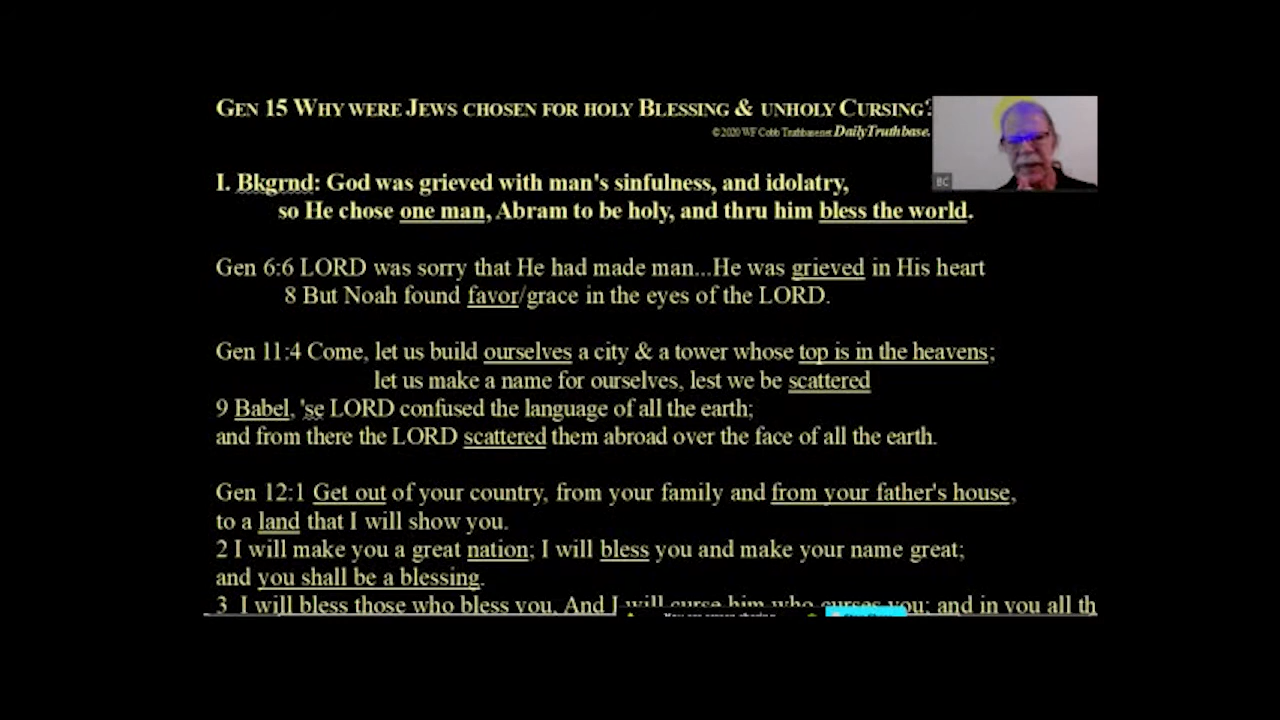 GEN 15 WHY WERE JEWS CHOSEN FOR HOLY BLESSING & UNHOLY CURSING?
©2020 WF Cobb Truthbase.net DailyTruthbase.
BC
I. Bkgrnd: God was grieved with man's sinfulness, and idolatry,
so He chose one man, Abram to be holy, and thru him bless the world.
Gen 6:6 LORD was sorry that He had made man...He was grieved in His heart
8 But Noah found favor/grace in the eyes of the LORD.
Gen 11:4 Come, let us build ourselves a city & a tower whose top is in the heavens;
let us make a name for ourselves, lest we be scattered
9 Babel, 'se LORD confused the language of all the earth;
and from there the LORD scattered them abroad over the face of all the earth.
Gen 12:1 Get out of your country, from your family and from your father's house,
to a land that I will show you.
2 I will make you a great nation; I will bless you and make your name great;
and you shall be a blessing.
3 I will bless those who bless you, And I will curse him who curses you; and in you all th